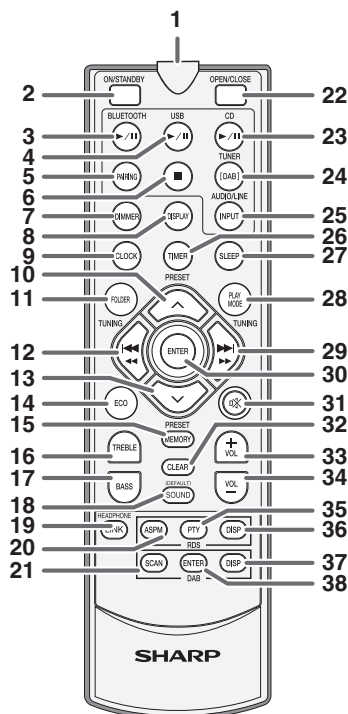 1
ON/STANDBY OPEN/CLOSE
2 22
BLUETOOTH USB CD
3 23
4
TUNER
5 PAIRING [DAB] 24
6
AUDIO/LINE
7 DIMMER DISPLAY INPUT 25
8 26
9 CLOCK TIMER SLEEP 27
10 PRESET
11 FOLDER PLAY MODE 28
TUNING TUNING
12 ENTER 29
30
13
14 ECO 31
15 PRESET 32
MEMORY
16 TREBLE CLEAR + VOL 33
17 BASS VOL − 34
18 (DEFAULT)
SOUND
HEADPHONE
19 LINK ASPM PTY DISP 35
20 RDS 36
21 SCAN ENTER DISP 37
DAB 38
SHARP